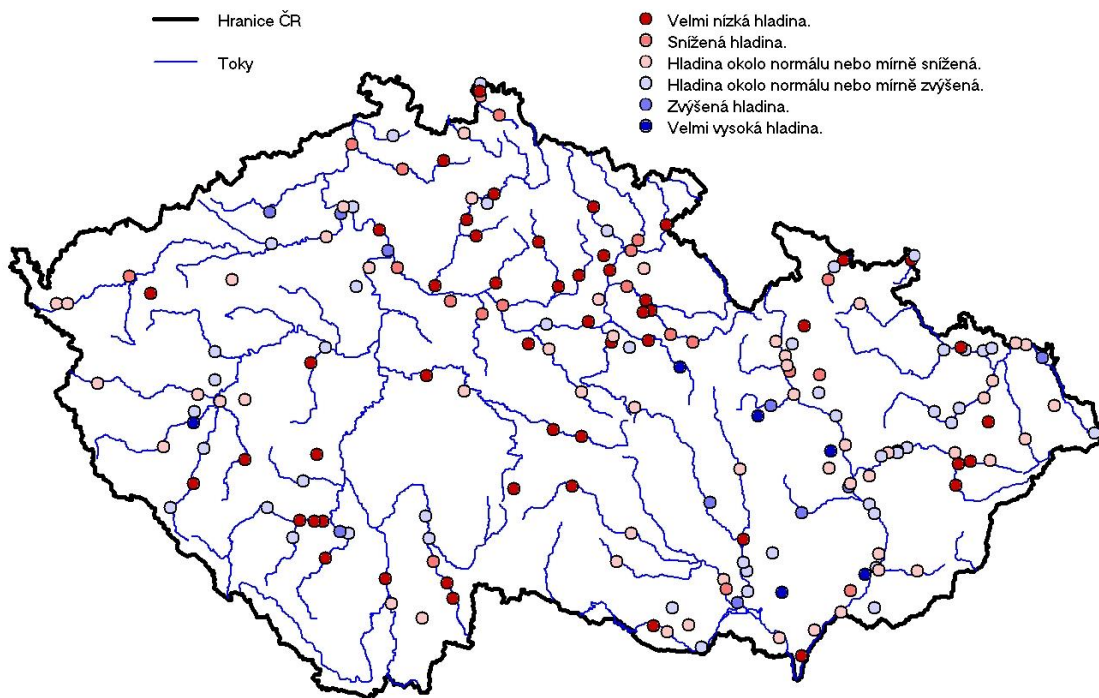 Hranice ČR
Toky
Velmi nízká hladina.
Snížená hladina.
Hladina okolo normálu nebo mírně snížená.
Hladina okolo normálu nebo mírně zvýšená.
Zvýšená hladina.
Velmi vysoká hladina.